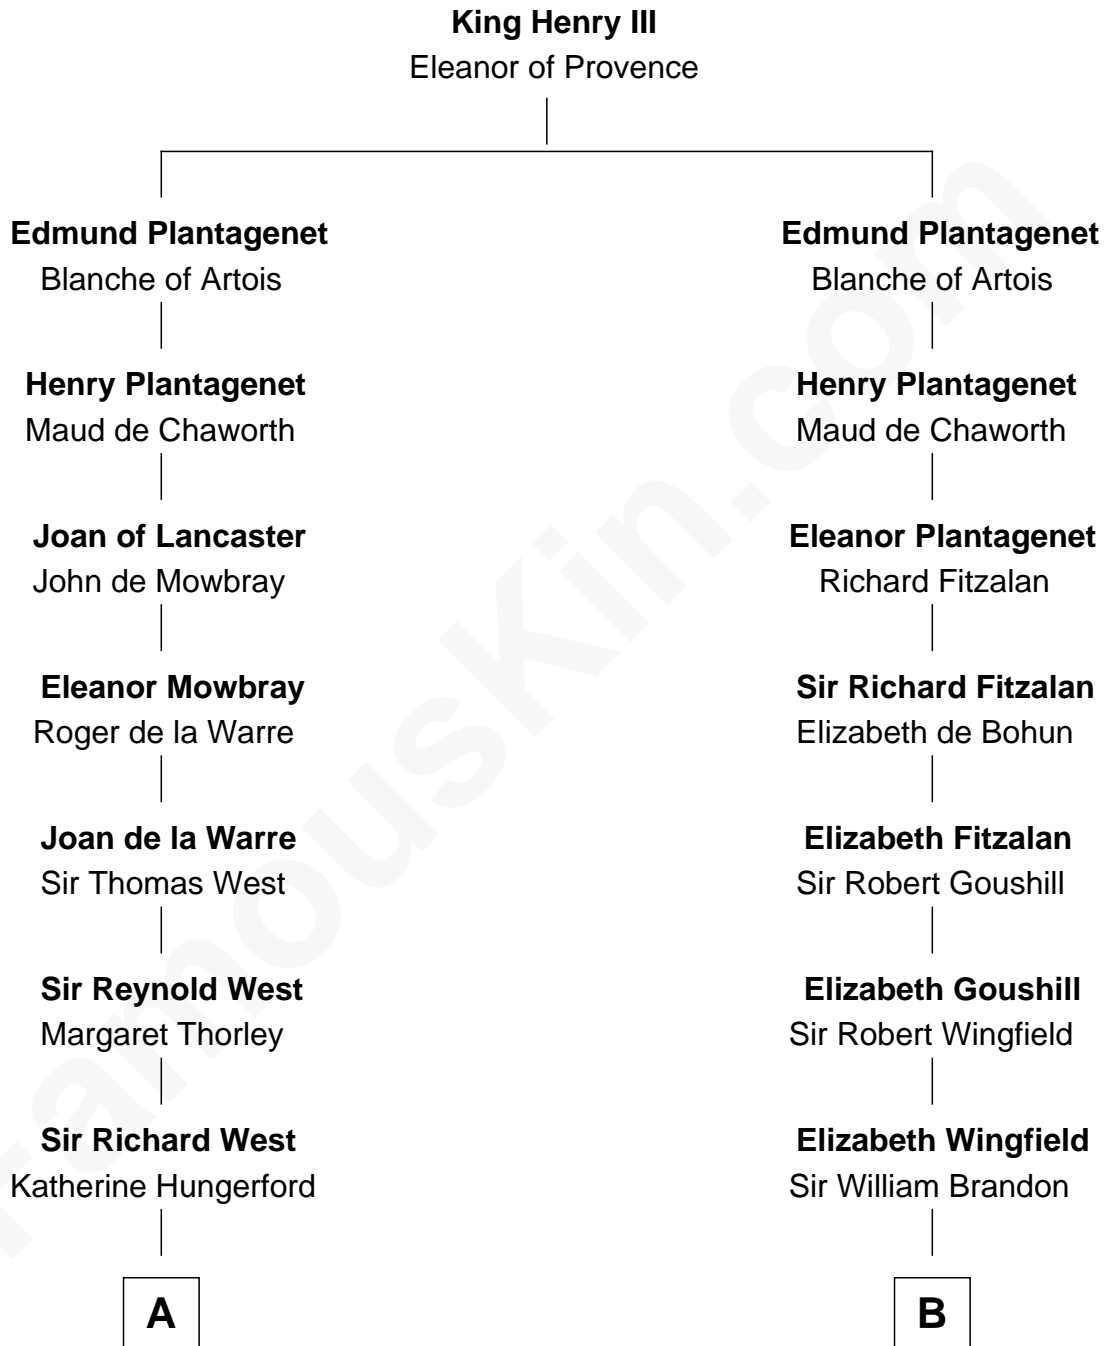 King Henry III
Eleanor of Provence
Edmund Plantagenet
Blanche of Artois
Edmund Plantagenet
Blanche of Artois
Henry Plantagenet
Maud de Chaworth
Henry Plantagenet
Maud de Chaworth
Joan of Lancaster
John de Mowbray
Eleanor Plantagenet
Richard Fitzalan
Eleanor Mowbray
Roger de la Warre
Sir Richard Fitzalan
Elizabeth de Bohun
Joan de la Warre
Sir Thomas West
Elizabeth Fitzalan
Sir Robert Goushill
Sir Reynold West
Margaret Thorley
Elizabeth Goushill
Sir Robert Wingfield
Sir Richard West
Katherine Hungerford
Elizabeth Wingfield
Sir William Brandon
A
B
FamousKin.com